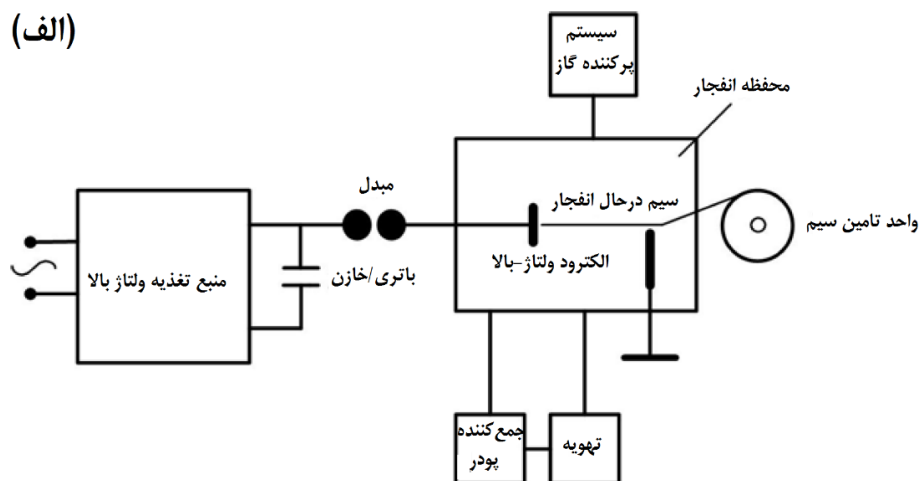 (الف)
سیستم
پرکننده گاز
محفظه انفجار
مبدل
سیم درحال انفجار
واحد تامین سیم
الکترود ولتاژ-بالا
باتری/خازن
منبع تغذیه ولتاژ بالا
جمع‌کننده
پودر
تهویه